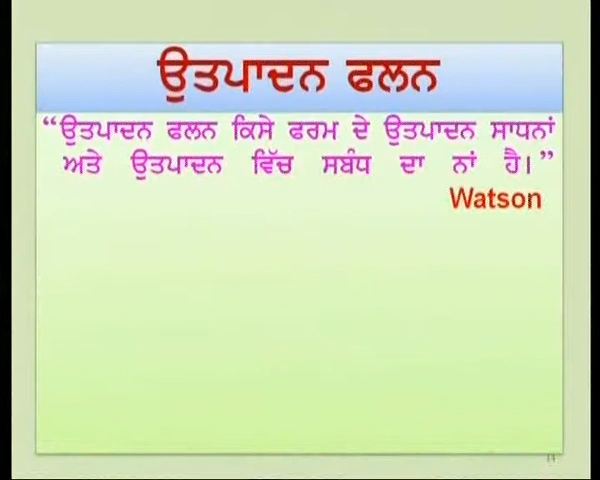 ਉਤਪਾਦਨ ਫਲਨ
“ਉਤਪਾਦਨ ਫਲਨ ਕਿਸੇ ਫਰਮ ਦੇ ਉਤਪਾਦਨ ਸਾਧਨਾਂ
ਅਤੇ ਉਤਪਾਦਨ ਵਿੱਚ ਸਬੰਧ ਦਾ ਨਾਂ ਹੈ।”
Watson